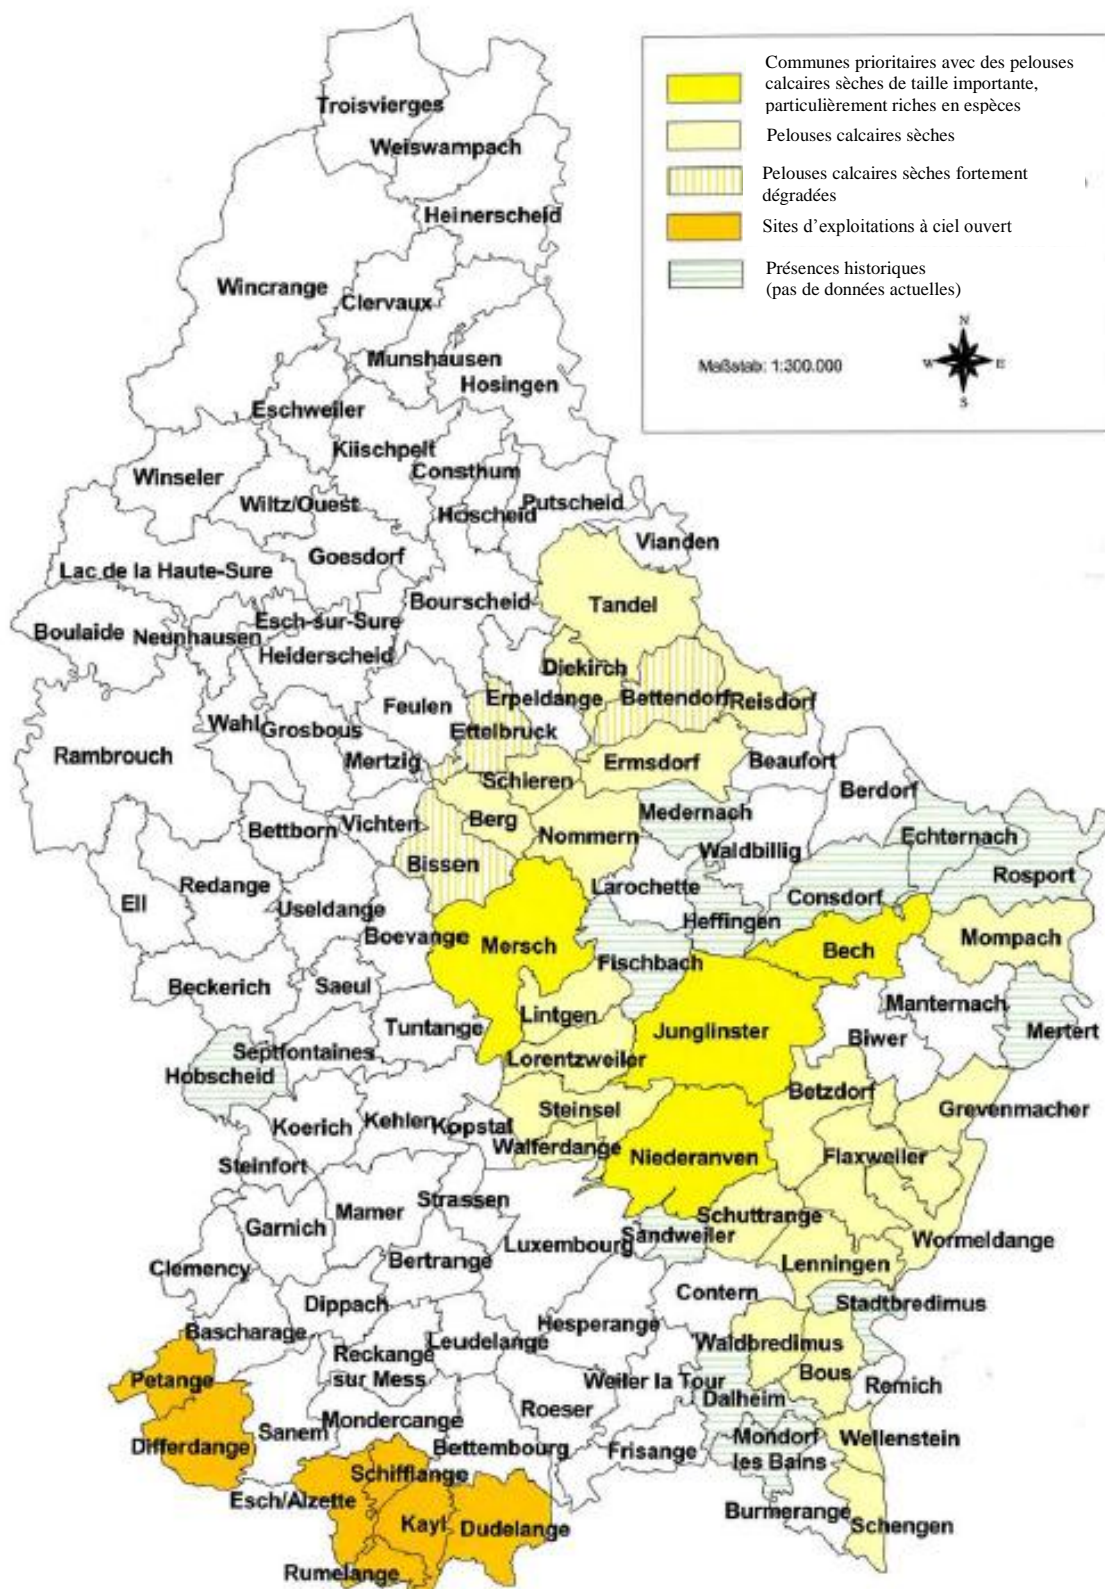 Communes prioritaires avec des pelouses
calcaires sèches de taille importante,
particulièrement riches en espèces
Pelouses calcaires sèches
Pelouses calcaires sèches fortement
dégradées
Sites d'exploitations à ciel ouvert
Présences historiques
(pas de données actuelles)
N
W
E
S
Maßstab: 1:300.000
Troisvierges
Weiswampach
Heinerscheid
Wincrange
Clervaux
Munshausen
Hosingen
Eschweiler
Kiischpelt
Consthum
Winseler
Wiltz/Ouest
Hoscheid
Putscheid
Vianden
Goesdorf
Lac de la Haute-Sure
Bourscheid
Tandel
Boulaide
Neunhausen
Esch-sur-Sure
Heiderscheid
Diekirch
Erpeldange
Bettendorf
Reisdorf
Feulen
Wahl
Grosbous
Ettelbruck
Rambrouch
Mertzig
Ermsdorf
Beaufort
Schieren
Berdorf
Bettborn
Vichten
Berg
Nommern
Medernach
Echternach
Waldbillig
Bissen
Redange
Larochette
Consdorf
Rosport
Ell
Useldange
Heffingen
Boevange
Mersch
Bech
Mompach
Fischbach
Beckerich
Saeul
Lintgen
Manternach
Tuntange
Junglinster
Biwer
Mertert
Septfontaines
Lorentzweiler
Hobscheid
Betzdorf
Steinsel
Grevenmacher
Koerich
Kehlen
Kopstal
Walferdange
Niederanven
Flaxweiler
Steinfort
Strassen
Mamer
Schuttrange
Garnich
Luxembourg
Sandweiler
Wormeldange
Bertrange
Lenningen
Clemency
Contern
Dippach
Stadtbredimus
Bascharage
Hesperange
Leudelange
Waldbredimus
Reckange
sur Mess
Weiler la Tour
Bous
Remich
Petange
Dalheim
Roeser
Mondercange
Sanem
Differdange
Bettembourg
Frisange
Mondorf
les Bains
Wellenstein
Schifflange
Esch/Alzette
Burmerange
Schengen
Kayl
Dudelange
Rumelange